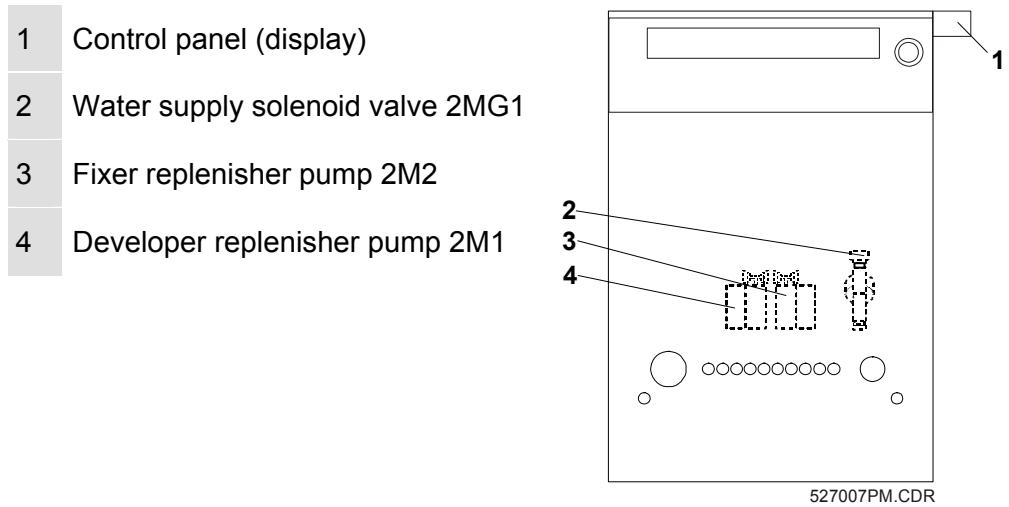 1 Control panel (display)
2 Water supply solenoid valve 2MG1
3 Fixer replenisher pump 2M2
4 Developer replenisher pump 2M1
1
2
3
4
527007PM.CDR